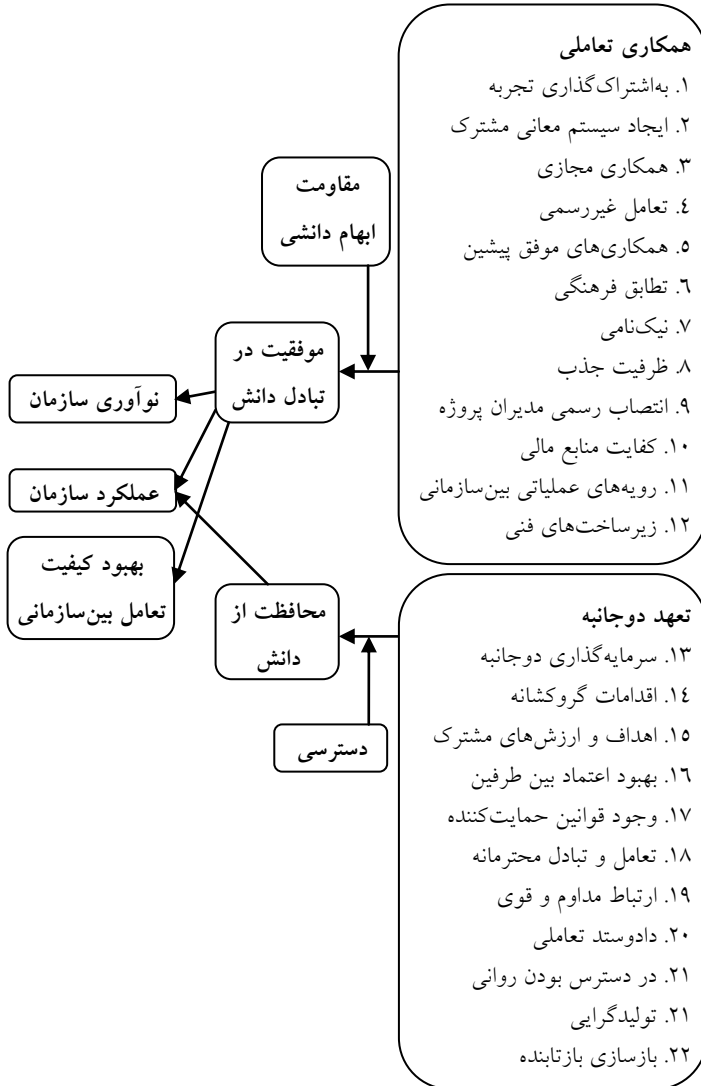 همکاری تعاملی
۱. به‌اشتراک‌گذاری تجربه
۲. ایجاد سیستم معانی مشترک
۳. همکاری مجازی
٤. تعامل غیررسمی
٥. همکاری‌های موفق پیشین
٦. تطابق فرهنگی
۷. نیک‌نامی
۸. ظرفیت جذب
۹. انتصاب رسمی مدیران پروژه
۱۰. کفایت منابع مالی
۱۱. رویه‌های عملیاتی بین‌سازمانی
۱۲. زیرساخت‌های فنی
مقاومت
ابهام دانشی
موفقیت در
تبادل دانش
نوآوری سازمان
عملکرد سازمان
بهبود کیفیت
تعامل بین‌سازمانی
تعهد دوجانبه
۱۳. سرمایه‌گذاری دوجانبه
۱٤. اقدامات گروکشانه
۱٥. اهداف و ارزش‌های مشترک
۱٦. بهبود اعتماد بین طرفین
۱۷. وجود قوانین حمایت‌کننده
۱۸. تعامل و تبادل محترمانه
۱۹. ارتباط مداوم و قوی
۲۰. دادوستد تعاملی
۲۱. در دسترس بودن روانی
۲۱. تولیدگرایی
۲۲. بازسازی بازتابنده
محافظت از
دانش
دسترسی